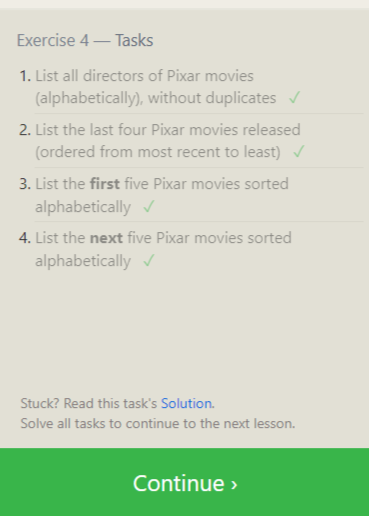 Exercise 4 — Tasks
1. List all directors of Pixar movies
(alphabetically), without duplicates ✓
2. List the last four Pixar movies released
(ordered from most recent to least) ✓
3. List the first five Pixar movies sorted
alphabetically ✓
4. List the next five Pixar movies sorted
alphabetically ✓
Stuck? Read this task's Solution.
Solve all tasks to continue to the next lesson.
Continue ›